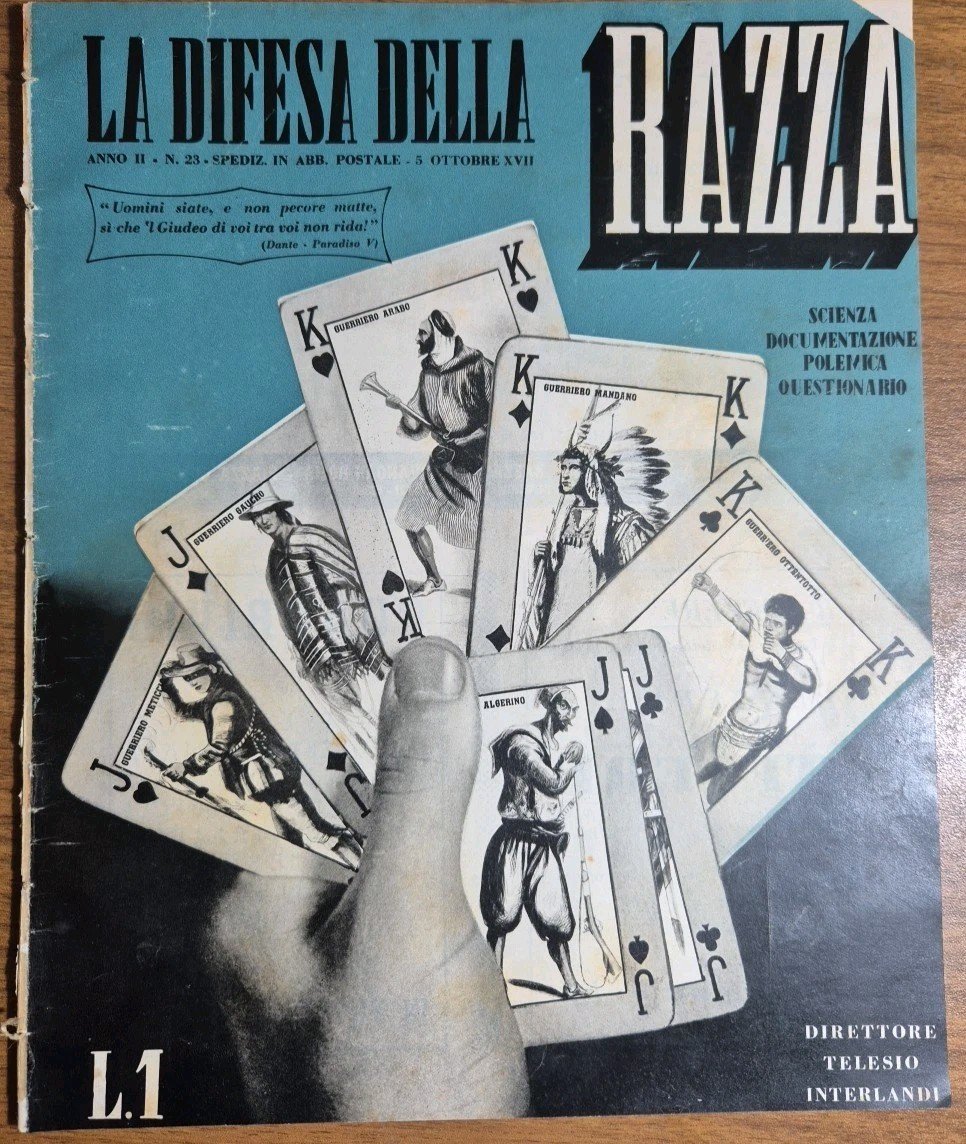 LA DIFESA DELLA
RAZZA
ANNO II - N. 23 - SPEDIZ. IN ABB. POSTALE - 5 OTTOBRE XVII
“Uomini siate, e non pecore matte,
sì che 'l Giudeo di voi tra voi non rida!”
(Dante - Paradiso V)
SCIENZA
DOCUMENTAZIONE
POLEMICA
QUESTIONARIO
K
K
GUERRIERO ARABO
K
K
K
GUERRIERO MANDANO
K
GUERRIERO OTTENTOTTO
K
J
GUERRIERO GAUCHO
J
GUERRIERO METICCIO
J
J
ALGERINO
J
J
J
J
L.1
DIRETTORE
TELESIO
INTERLANDI